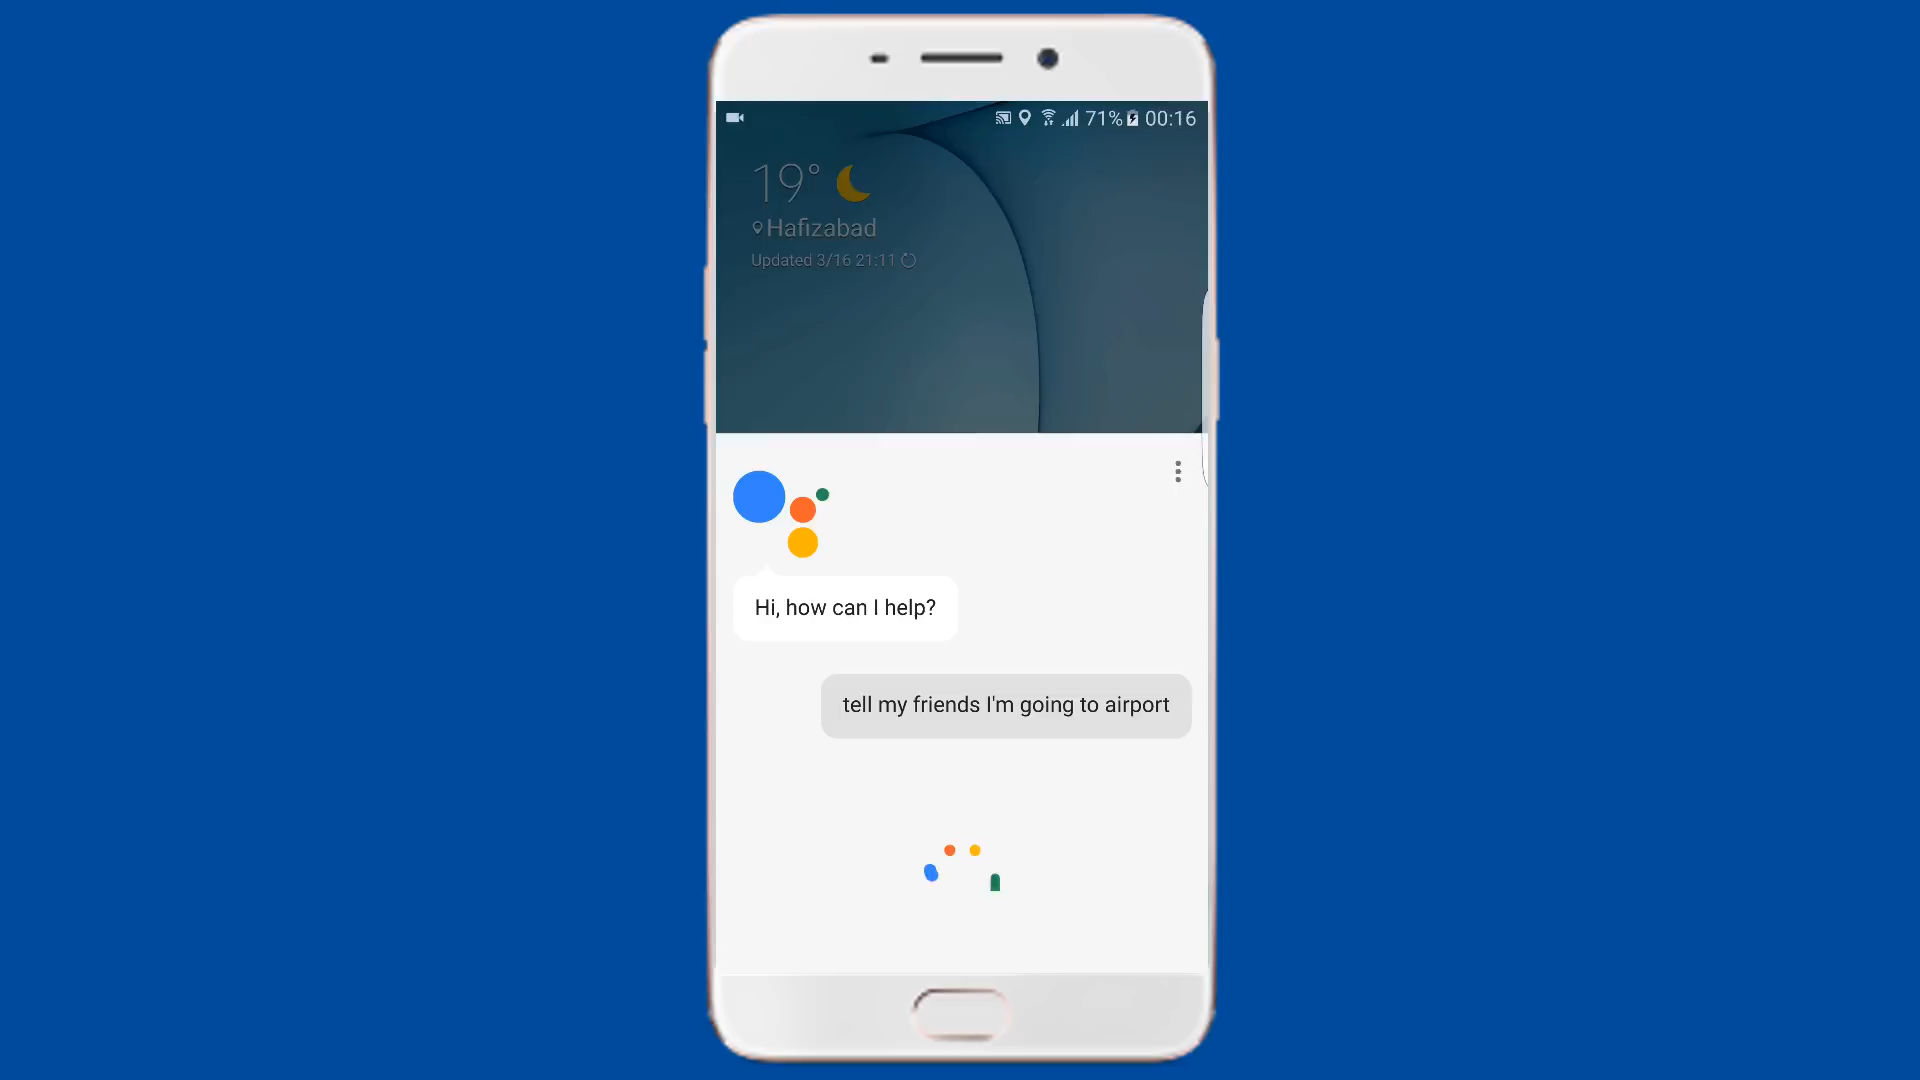 71% 00:16
19°
Hafizabad
Updated 3/16 21:11
Hi, how can I help?
tell my friends I'm going to airport